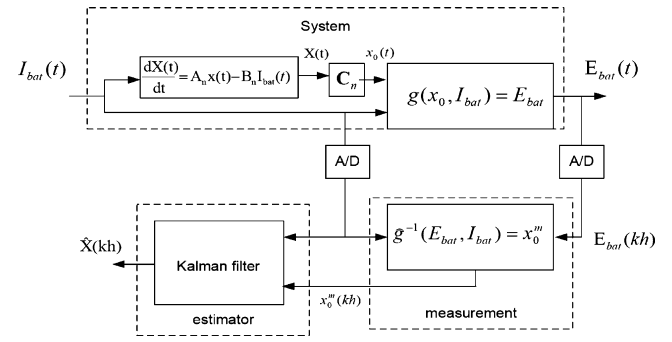 System
I_bat(t)
dX(t)/dt = A_n x(t) − B_n I_bat(t)
X(t)
C_n
x_0(t)
g(x_0, I_bat) = E_bat
E_bat(t)
A/D
A/D
X̂(kh)
Kalman filter
estimator
g^{-1}(E_bat, I_bat) = x_0^m
E_bat(kh)
x_0^m(kh)
measurement